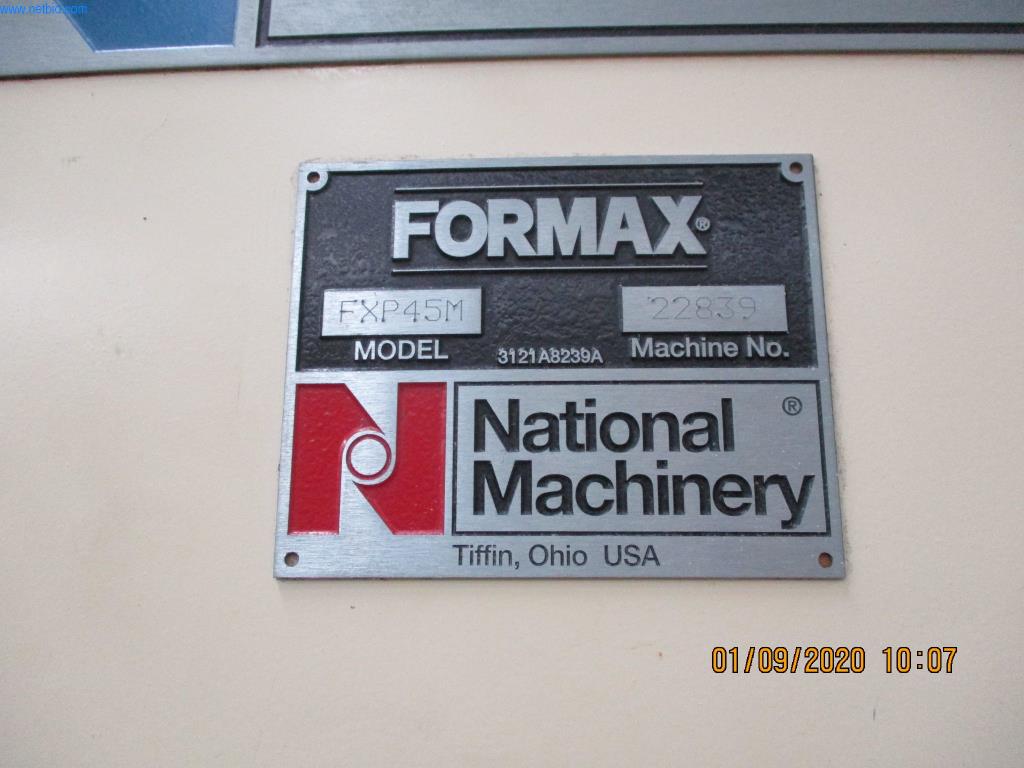 www.netbid.com
FORMAX®
FXP45M 22839
MODEL 3121A8239A Machine No.
National ®
Machinery
Tiffin, Ohio USA
01/09/2020 10:07